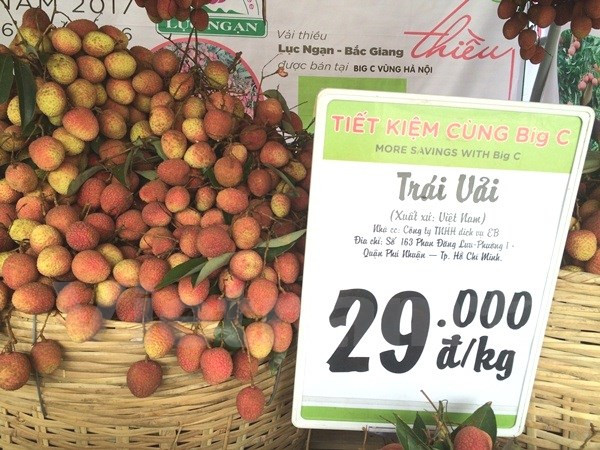 NAM 2017
LỤC NGẠN
Vải thiều
Lục Ngạn - Bắc Giang
được bán tại BIG C VÙNG HÀ NỘI
thiều
TIẾT KIỆM CÙNG Big C
MORE SAVINGS WITH Big C
Trái Vải
(Xuất xứ: Việt Nam)
Nhà cc: Công ty TNHH dịch vụ EB
Địa chỉ: Số 163 Phan Đăng Lưu-Phường 1 -
Quận Phú Nhuận – Tp. Hồ Chí Minh.
29.000
đ/kg